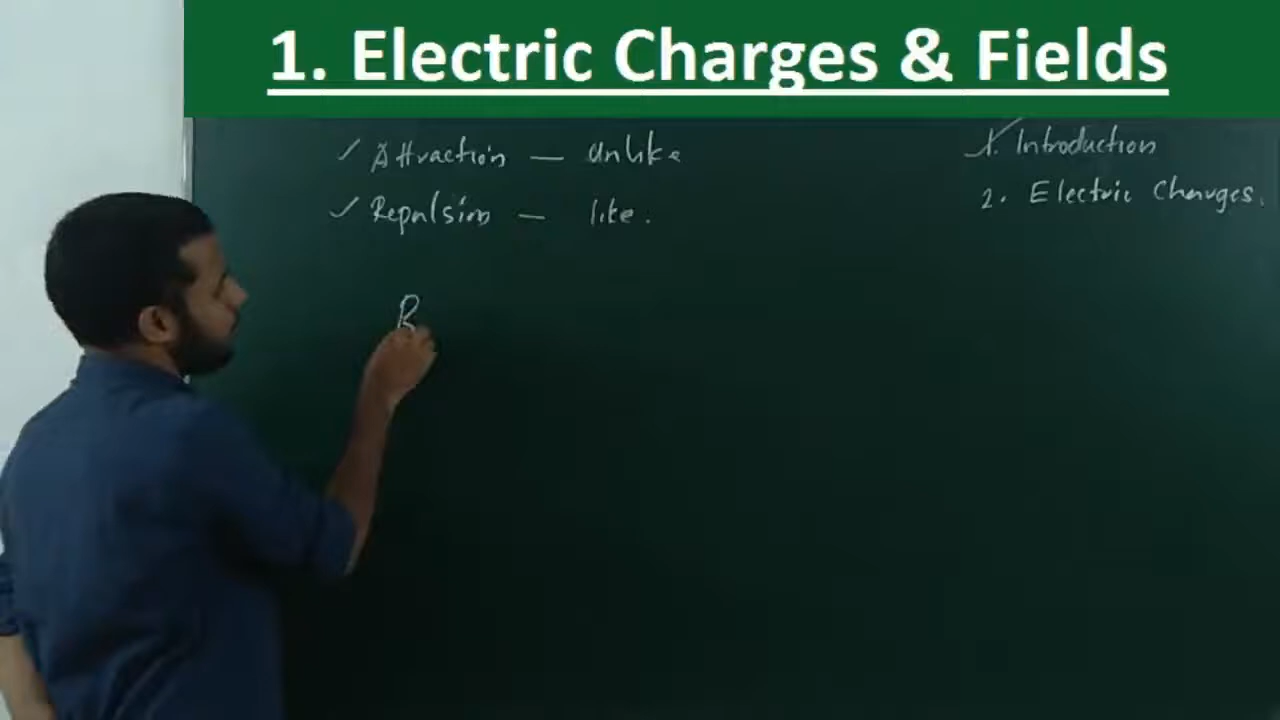 1. Electric Charges & Fields
✓ Attraction — Unlike
✓ Repulsion — like.
R
1. Introduction
2. Electric Charges.